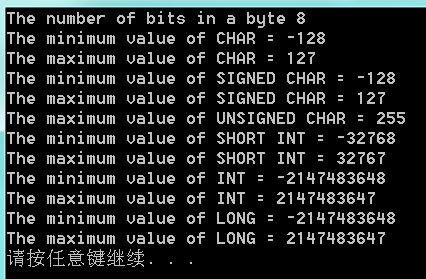 The number of bits in a byte 8
The minimum value of CHAR = -128
The maximum value of CHAR = 127
The minimum value of SIGNED CHAR = -128
The maximum value of SIGNED CHAR = 127
The maximum value of UNSIGNED CHAR = 255
The minimum value of SHORT INT = -32768
The maximum value of SHORT INT = 32767
The minimum value of INT = -2147483648
The maximum value of INT = 2147483647
The minimum value of LONG = -2147483648
The maximum value of LONG = 2147483647
请按任意键继续. . .